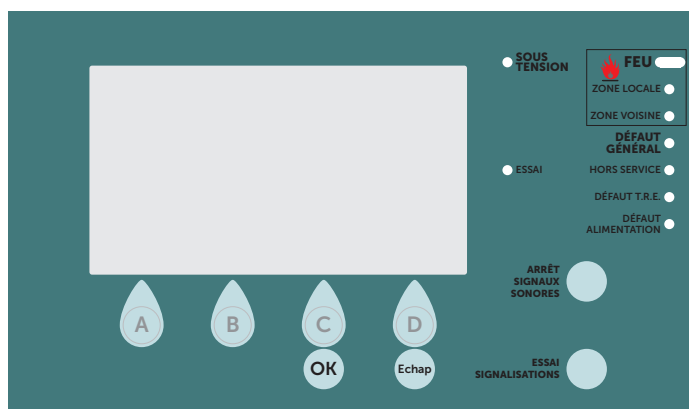 SOUS
TENSION
FEU
ZONE LOCALE
ZONE VOISINE
DÉFAUT
GÉNÉRAL
ESSAI
HORS SERVICE
DÉFAUT T.R.E.
DÉFAUT
ALIMENTATION
ARRÊT
SIGNAUX
SONORES
A
B
C
D
OK
Echap
ESSAI
SIGNALISATIONS